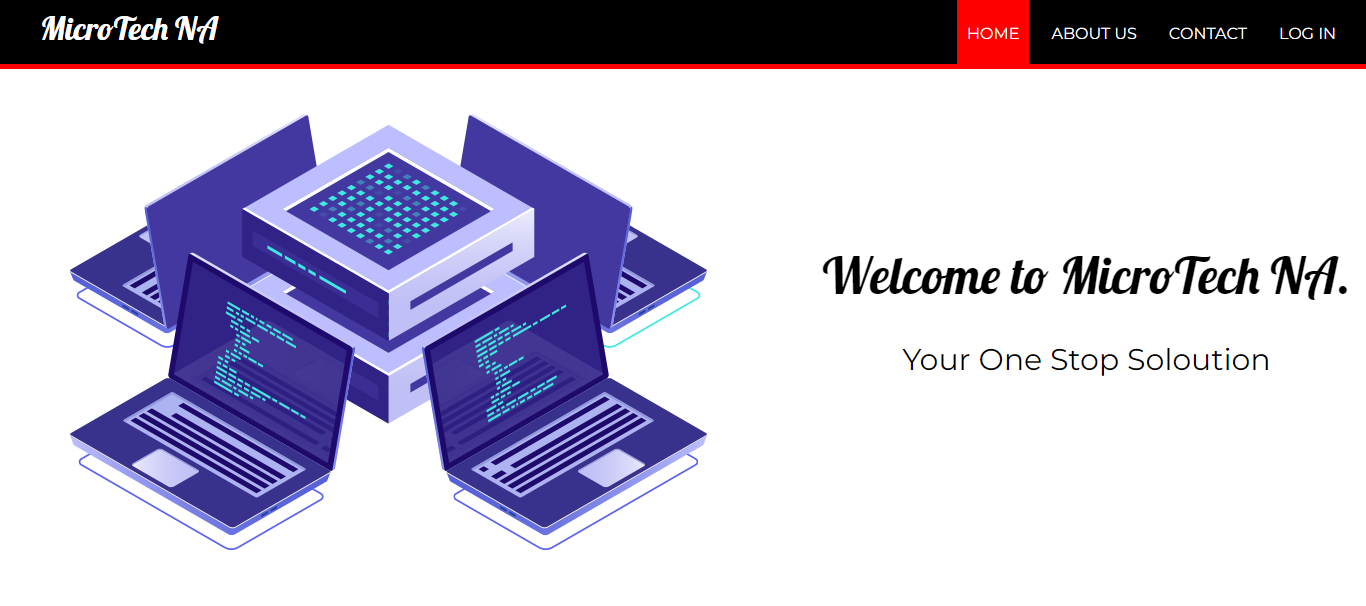 MicroTech NA
HOME ABOUT US CONTACT LOG IN
Welcome to MicroTech NA.
Your One Stop Soloution